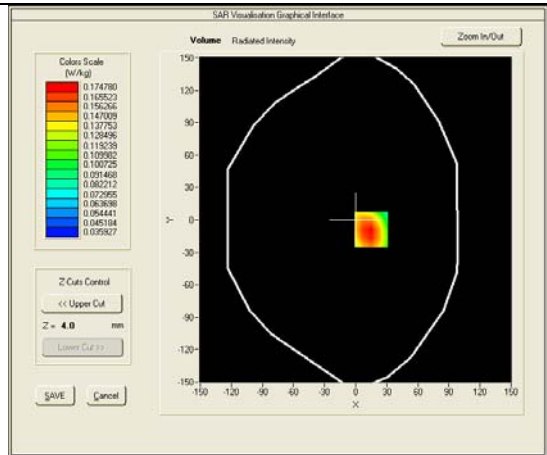 SAR Visualisation Graphical Interface
Volume Radiated Intensity
Zoom In/Out
Colors Scale
(W/kg)
0.174780
0.165523
0.156266
0.147009
0.137753
0.128496
0.119239
0.109982
0.100725
0.091468
0.082212
0.072955
0.063698
0.054441
0.045184
0.035927
Z Cuts Control
<< Upper Cut
Z = 4.0 mm
Lower Cut >>
SAVE Cancel
150-
120-
90-
60-
30-
0-
-30-
-60-
-90-
-120-
-150-
Y
-150 -120 -90 -60 -30 0 30 60 90 120 150
X